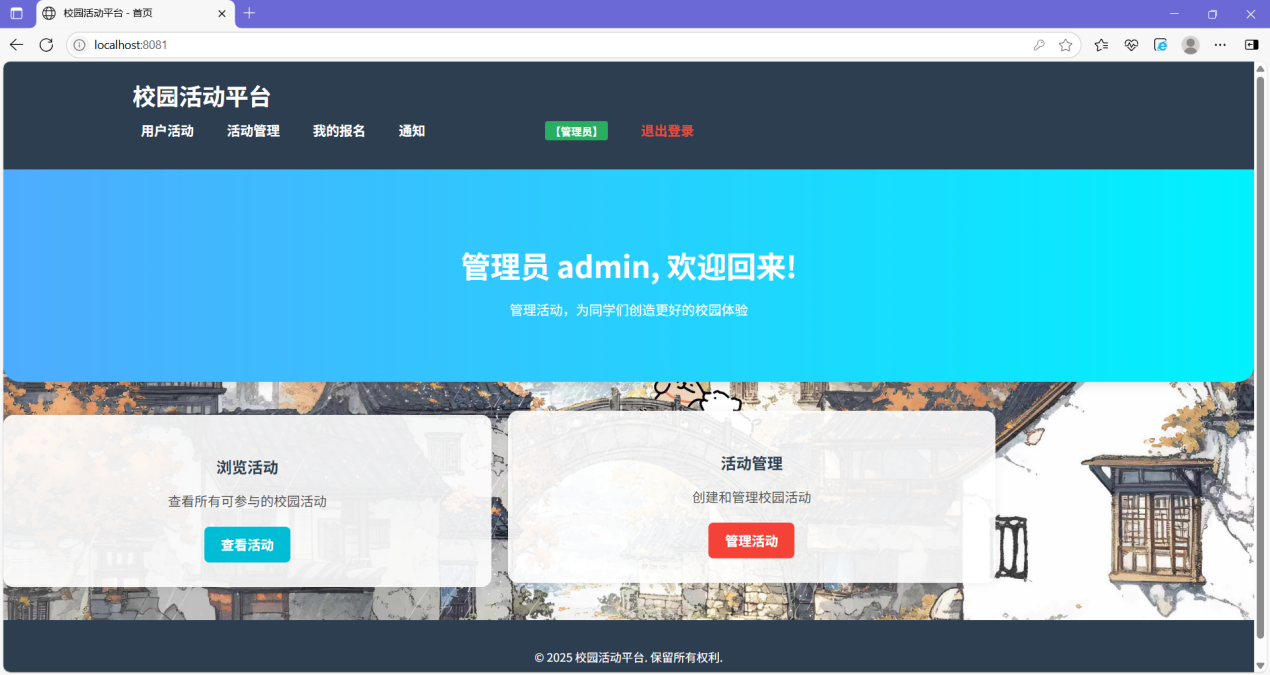 校园活动平台 - 首页
localhost:8081
校园活动平台
用户活动 活动管理 我的报名 通知 【管理员】 退出登录
管理员 admin, 欢迎回来!
管理活动，为同学们创造更好的校园体验
浏览活动
查看所有可参与的校园活动
查看活动
活动管理
创建和管理校园活动
管理活动
© 2025 校园活动平台. 保留所有权利.